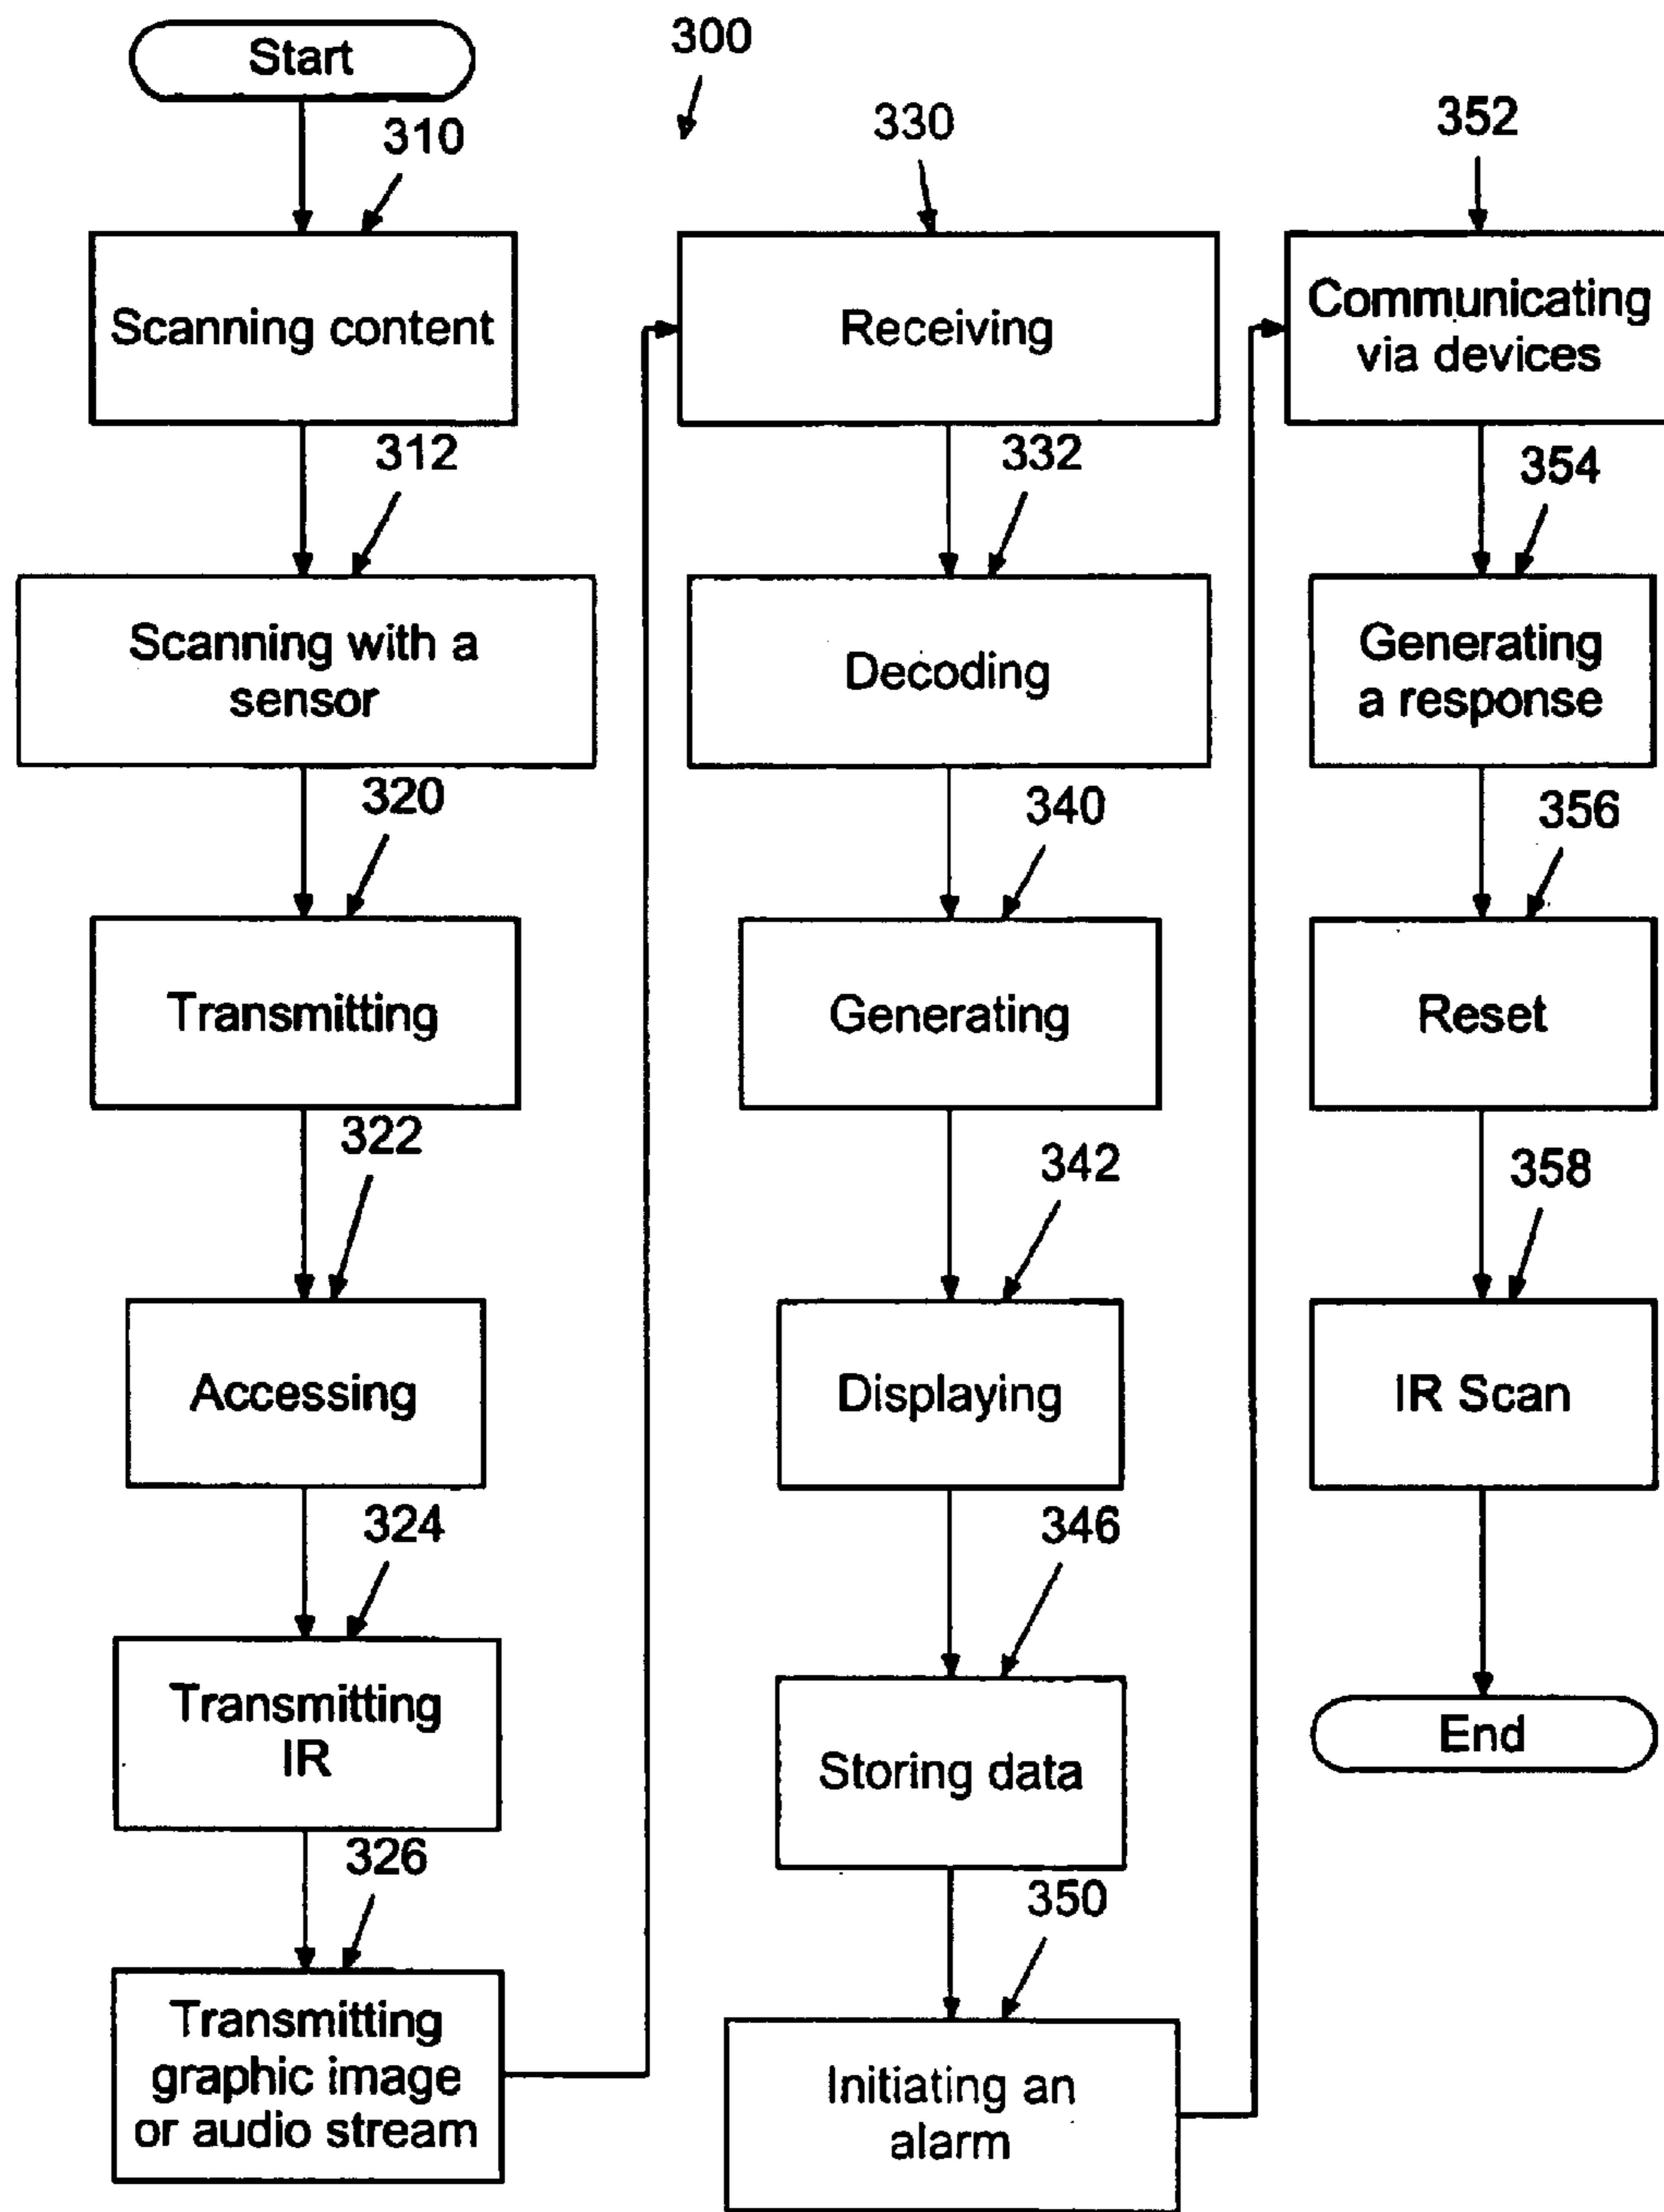 Start
300
310
Scanning content
312
Scanning with a
sensor
320
Transmitting
322
Accessing
324
Transmitting
IR
326
Transmitting
graphic image
or audio stream
330
Receiving
332
Decoding
340
Generating
342
Displaying
346
Storing data
350
Initiating an
alarm
352
Communicating
via devices
354
Generating
a response
356
Reset
358
IR Scan
End